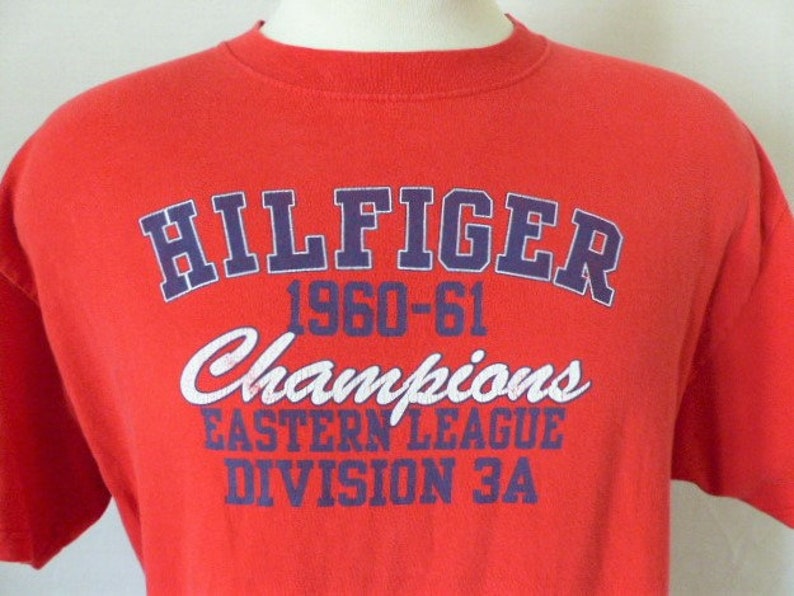 HILFIGER
1960-61
Champions
EASTERN LEAGUE
DIVISION 3A